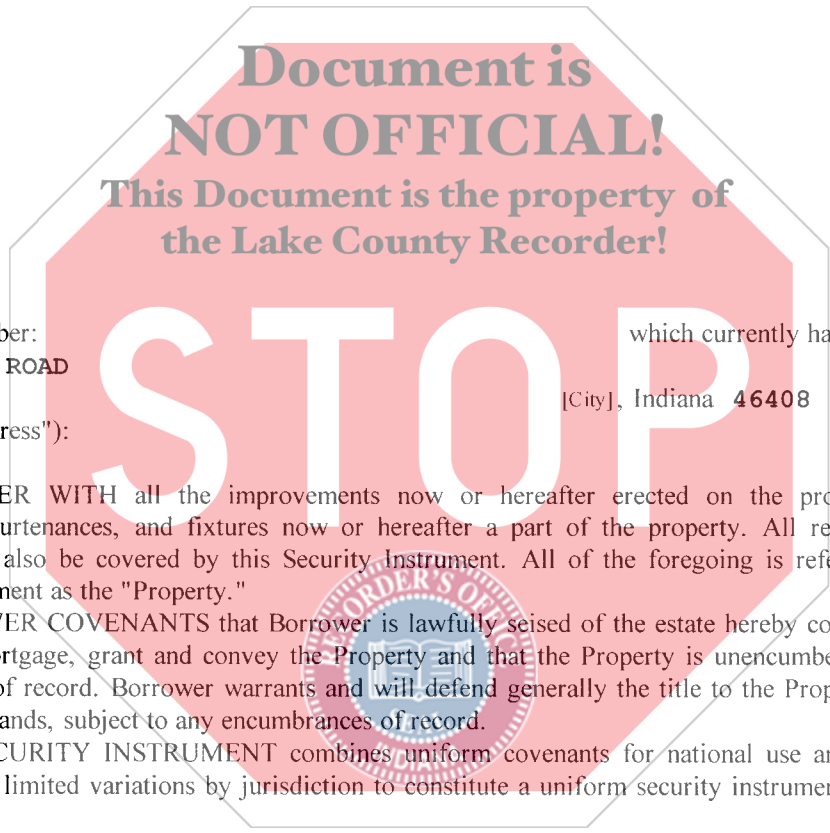 Document is
NOT OFFICIAL!
This Document is the property of
the Lake County Recorder!
STOP
ber: which currently ha
ROAD
[City], Indiana 46408
ress"):
ER WITH all the improvements now or hereafter erected on the pro
urtenances, and fixtures now or hereafter a part of the property. All re
also be covered by this Security Instrument. All of the foregoing is refe
ment as the "Property."
VER COVENANTS that Borrower is lawfully seised of the estate hereby co
ortgage, grant and convey the Property and that the Property is unencumbe
of record. Borrower warrants and will defend generally the title to the Prop
ands, subject to any encumbrances of record.
CURITY INSTRUMENT combines uniform covenants for national use an
limited variations by jurisdiction to constitute a uniform security instrumen
RECORDER'S OFFIC
INDIANA